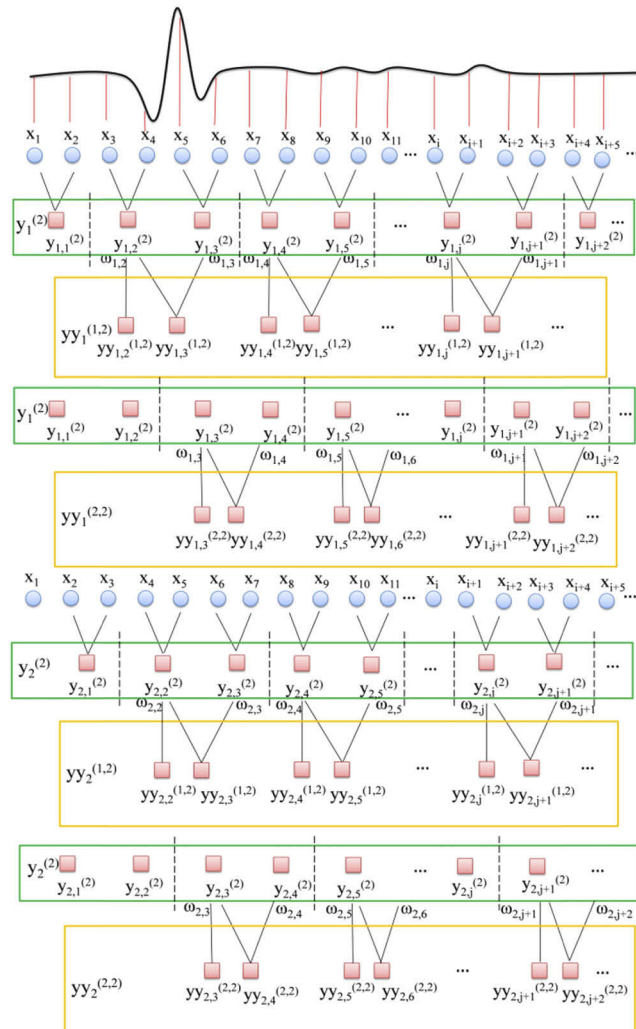 x₁ x₂ x₃ x₄ x₅ x₆ x₇ x₈ x₉ x₁₀ x₁₁ ... xᵢ xᵢ₊₁ xᵢ₊₂ xᵢ₊₃ xᵢ₊₄ xᵢ₊₅ ...
y₁⁽²⁾ ... ...
y₁,₁⁽²⁾ y₁,₂⁽²⁾ y₁,₃⁽²⁾ y₁,₄⁽²⁾ y₁,₅⁽²⁾ y₁,ⱼ⁽²⁾ y₁,ⱼ₊₁⁽²⁾ y₁,ⱼ₊₂⁽²⁾
ω₁,₂ ω₁,₃ ω₁,₄ ω₁,₅ ω₁,ⱼ ω₁,ⱼ₊₁
yy₁⁽¹,²⁾ ... ...
yy₁,₂⁽¹,²⁾ yy₁,₃⁽¹,²⁾ yy₁,₄⁽¹,²⁾ yy₁,₅⁽¹,²⁾ yy₁,ⱼ⁽¹,²⁾ yy₁,ⱼ₊₁⁽¹,²⁾
y₁⁽²⁾ ... ...
y₁,₁⁽²⁾ y₁,₂⁽²⁾ y₁,₃⁽²⁾ y₁,₄⁽²⁾ y₁,₅⁽²⁾ y₁,ⱼ⁽²⁾ y₁,ⱼ₊₁⁽²⁾ y₁,ⱼ₊₂⁽²⁾
ω₁,₃ ω₁,₄ ω₁,₅ ω₁,₆ ω₁,ⱼ₊₁ ω₁,ⱼ₊₂
yy₁⁽²,²⁾ ... ...
yy₁,₃⁽²,²⁾ yy₁,₄⁽²,²⁾ yy₁,₅⁽²,²⁾ yy₁,₆⁽²,²⁾ yy₁,ⱼ₊₁⁽²,²⁾ yy₁,ⱼ₊₂⁽²,²⁾
x₁ x₂ x₃ x₄ x₅ x₆ x₇ x₈ x₉ x₁₀ x₁₁ ... xᵢ xᵢ₊₁ xᵢ₊₂ xᵢ₊₃ xᵢ₊₄ xᵢ₊₅ ...
y₂⁽²⁾ ... ...
y₂,₁⁽²⁾ y₂,₂⁽²⁾ y₂,₃⁽²⁾ y₂,₄⁽²⁾ y₂,₅⁽²⁾ y₂,ⱼ⁽²⁾ y₂,ⱼ₊₁⁽²⁾
ω₂,₂ ω₂,₃ ω₂,₄ ω₂,₅ ω₂,ⱼ ω₂,ⱼ₊₁
yy₂⁽¹,²⁾ ... ...
yy₂,₂⁽¹,²⁾ yy₂,₃⁽¹,²⁾ yy₂,₄⁽¹,²⁾ yy₂,₅⁽¹,²⁾ yy₂,ⱼ⁽¹,²⁾ yy₂,ⱼ₊₁⁽¹,²⁾
y₂⁽²⁾ ... ...
y₂,₁⁽²⁾ y₂,₂⁽²⁾ y₂,₃⁽²⁾ y₂,₄⁽²⁾ y₂,₅⁽²⁾ y₂,ⱼ⁽²⁾ y₂,ⱼ₊₁⁽²⁾
ω₂,₃ ω₂,₄ ω₂,₅ ω₂,₆ ω₂,ⱼ₊₁ ω₂,ⱼ₊₂
yy₂⁽²,²⁾ ... ...
yy₂,₃⁽²,²⁾ yy₂,₄⁽²,²⁾ yy₂,₅⁽²,²⁾ yy₂,₆⁽²,²⁾ yy₂,ⱼ₊₁⁽²,²⁾ yy₂,ⱼ₊₂⁽²,²⁾